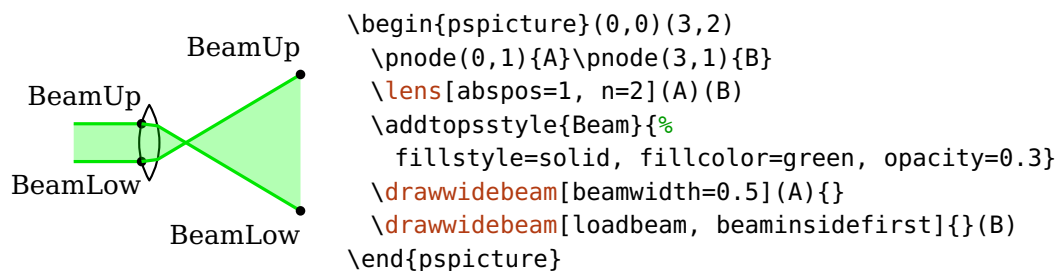 BeamUp
BeamUp
BeamLow
BeamLow
\begin{pspicture}(0,0)(3,2)
\pnode(0,1){A}\pnode(3,1){B}
\lens[abspos=1, n=2](A)(B)
\addtopsstyle{Beam}{%
fillstyle=solid, fillcolor=green, opacity=0.3}
\drawwidebeam[beamwidth=0.5](A){}
\drawwidebeam[loadbeam, beaminsidefirst]{}(B)
\end{pspicture}